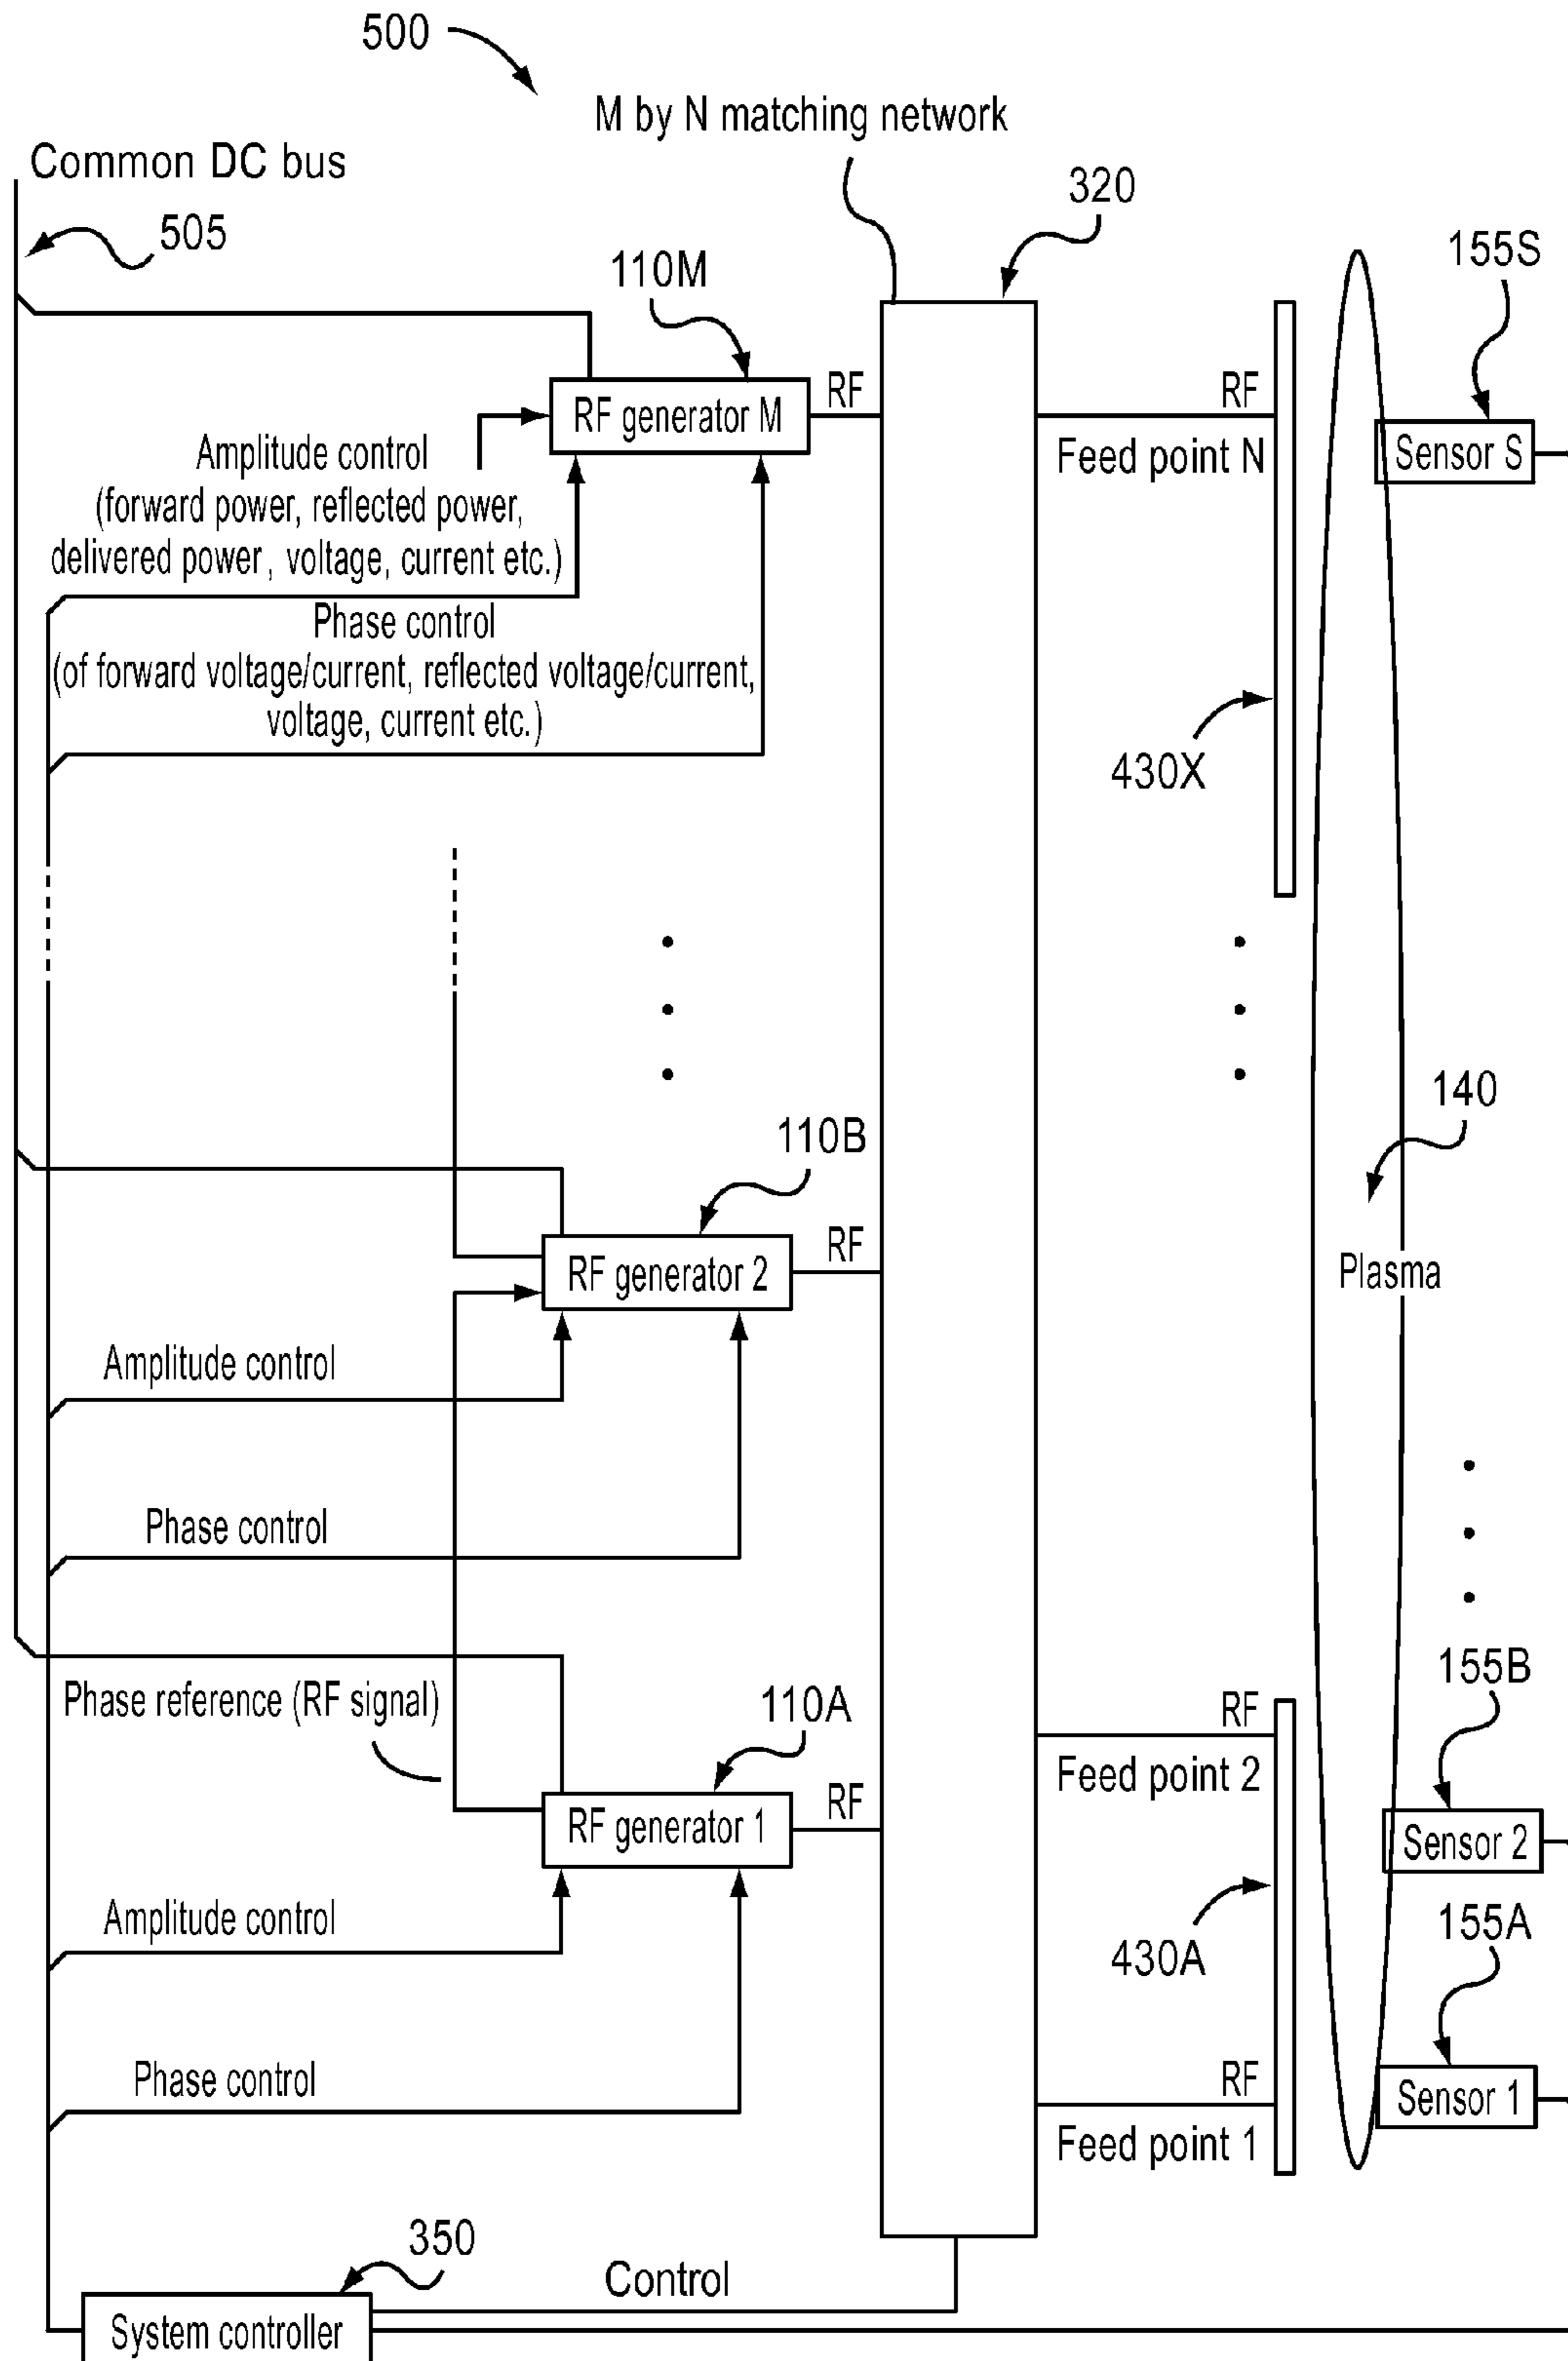 500
M by N matching network
Common DC bus
505
320
110M
155S
RF generator M
RF
RF
Feed point N
Sensor S
Amplitude control
(forward power, reflected power,
delivered power, voltage, current etc.)
Phase control
(of forward voltage/current, reflected voltage/current,
voltage, current etc.)
430X
140
110B
RF generator 2
RF
Plasma
Amplitude control
Phase control
Phase reference (RF signal)
110A
RF
155B
Feed point 2
RF generator 1
RF
Sensor 2
Amplitude control
430A
155A
Phase control
RF
Sensor 1
Feed point 1
350
Control
System controller